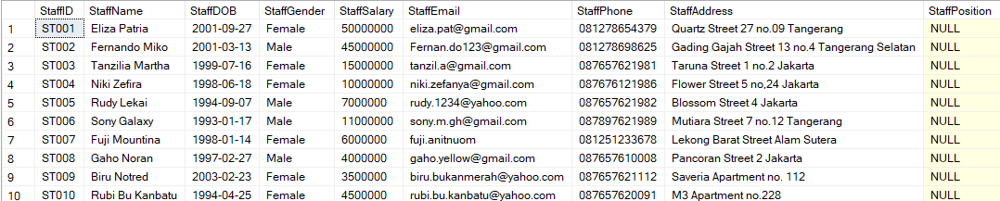 StaffID StaffName StaffDOB StaffGender StaffSalary StaffEmail StaffPhone StaffAddress StaffPosition
1 ST001 Eliza Patria 2001-09-27 Female 50000000 eliza.pat@gmail.com 081278654379 Quartz Street 27 no.09 Tangerang NULL
2 ST002 Fernando Miko 2001-03-13 Male 45000000 Fernan.do123@gmail.com 081278698625 Gading Gajah Street 13 no.4 Tangerang Selatan NULL
3 ST003 Tanzilia Martha 1999-07-16 Female 15000000 tanzil.a@gmail.com 087657621981 Taruna Street 1 no.2 Jakarta NULL
4 ST004 Niki Zefira 1998-06-18 Female 10000000 niki.zefanya@gmail.com 087676121986 Flower Street 5 no,24 Jakarta NULL
5 ST005 Rudy Lekai 1994-09-07 Male 7000000 rudy.1234@yahoo.com 087657621982 Blossom Street 4 Jakarta NULL
6 ST006 Sony Galaxy 1993-01-17 Male 11000000 sony.m.gh@gmail.com 087897621989 Mutiara Street 7 no.12 Tangerang NULL
7 ST007 Fuji Mountina 1998-01-14 Female 6000000 fuji.anitnuom 081251233678 Lekong Barat Street Alam Sutera NULL
8 ST008 Gaho Noran 1997-02-27 Male 4000000 gaho.yellow@gmail.com 087657610008 Pancoran Street 2 Jakarta NULL
9 ST009 Biru Notred 2003-02-23 Female 3500000 biru.bukanmerah@yahoo.com 087657621112 Saveria Apartment no. 112 NULL
10 ST010 Rubi Bu Kanbatu 1994-04-25 Female 4500000 rubi.bu.kanbatu@yahoo.com 087657620091 M3 Apartment no.228 NULL